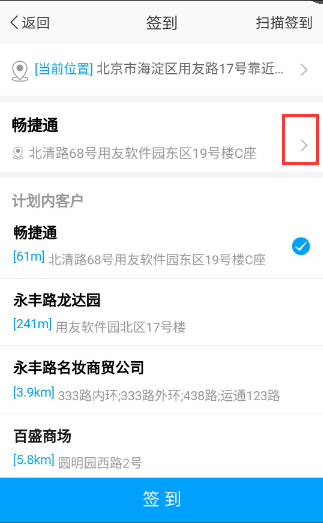 返回 签到 扫描签到
[当前位置] 北京市海淀区用友路17号靠近...
畅捷通
北清路68号用友软件园东区19号楼C座
计划内客户
畅捷通
[61m] 北清路68号用友软件园东区19号楼C座
永丰路龙达园
[241m] 用友软件园北区17号楼
永丰路名妆商贸公司
[3.9km] 333路内环;333路外环;438路;运通123路
百盛商场
[5.8km] 圆明园西路2号
签 到